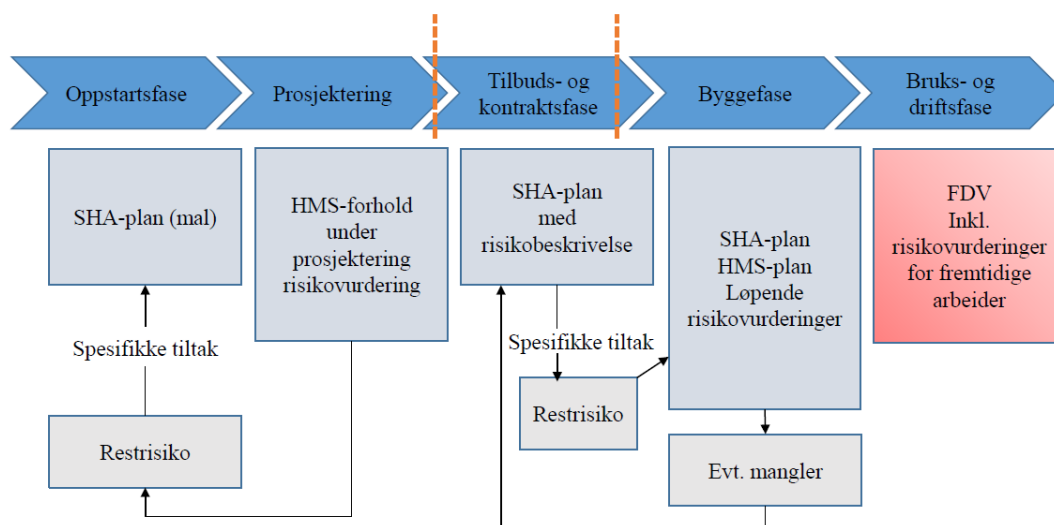 Oppstartsfase
Prosjektering
Tilbuds- og
kontraktsfase
Byggefase
Bruks- og
driftsfase
SHA-plan (mal)
HMS-forhold
under
prosjektering
risikovurdering
SHA-plan
med
risikobeskrivelse
SHA-plan
HMS-plan
Løpende
risikovurderinger
FDV
Inkl.
risikovurderinger
for fremtidige
arbeider
Spesifikke tiltak
Restrisiko
Spesifikke tiltak
Restrisiko
Evt. mangler